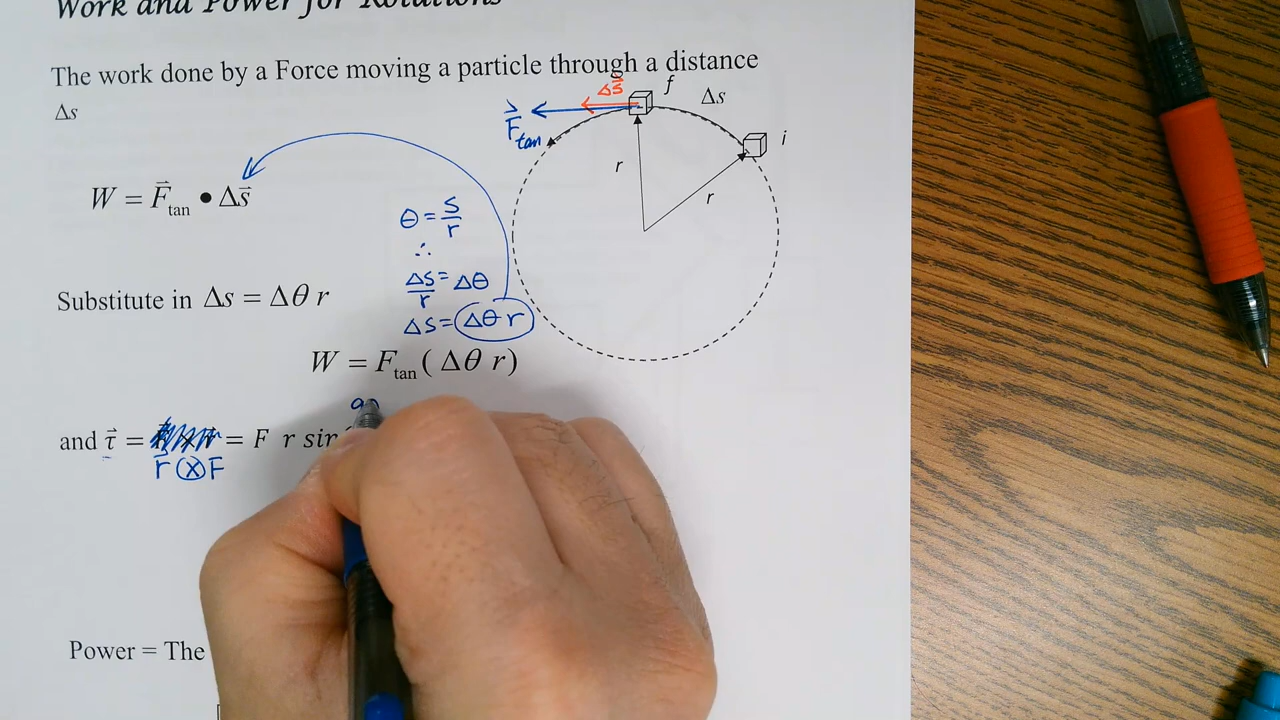 Work and Power for Rotations
The work done by a Force moving a particle through a distance
Δs
f
Δs⃗
Δs
i
F⃗tan
r
r
W = F⃗tan • Δs⃗
θ = s/r
∴
Δs/r = Δθ
Δs = Δθ r
Substitute in Δs = Δθ r
W = Ftan ( Δθ r)
and τ⃗ = = F r sin
r⃗ ⓧ F
Power = The